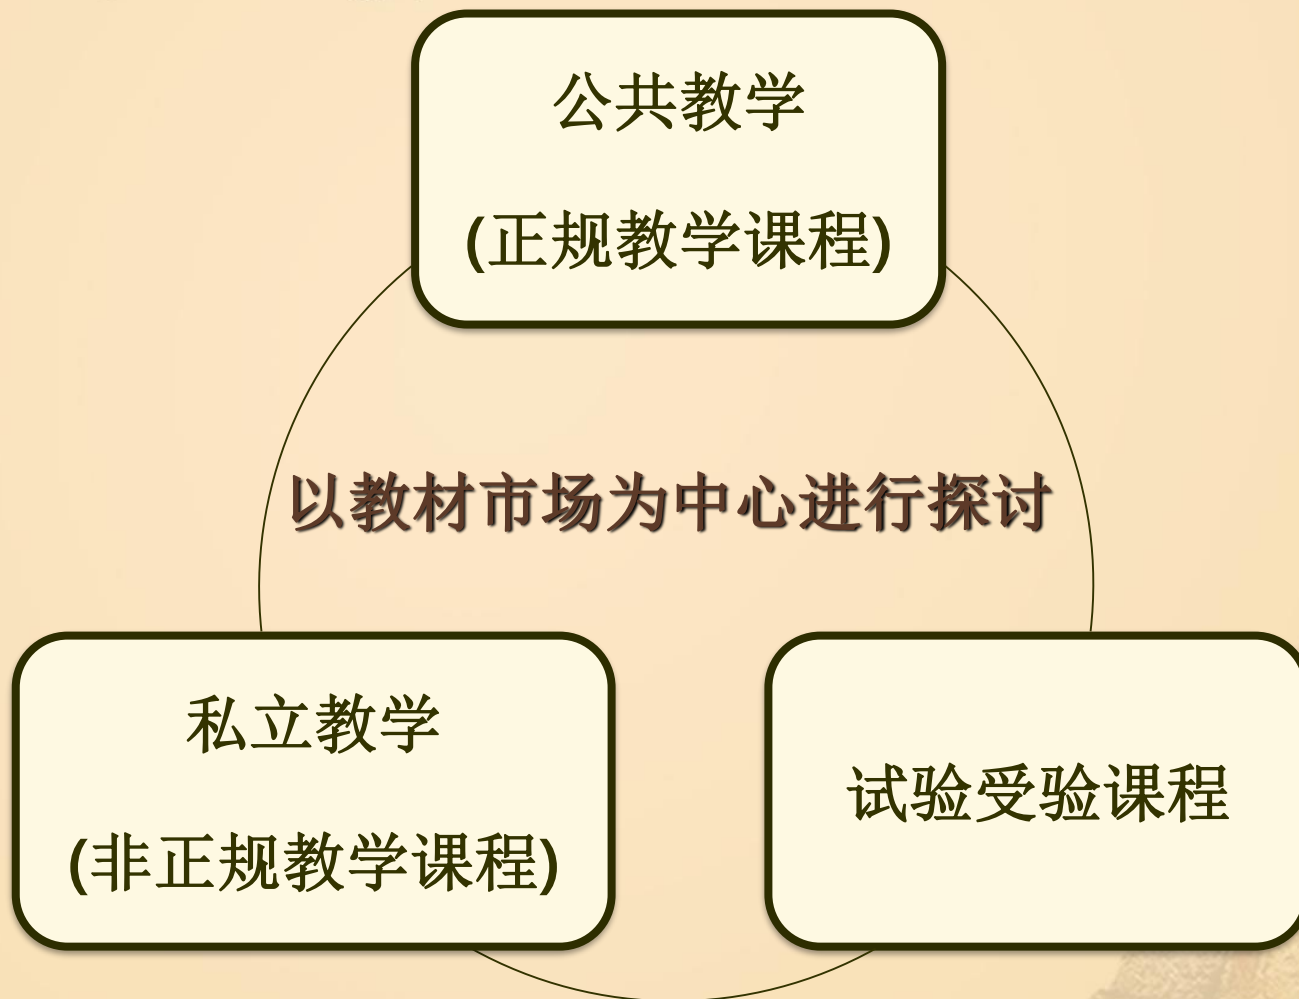 公共教学
(正规教学课程)
以教材市场为中心进行探讨
私立教学
(非正规教学课程)
试验受验课程